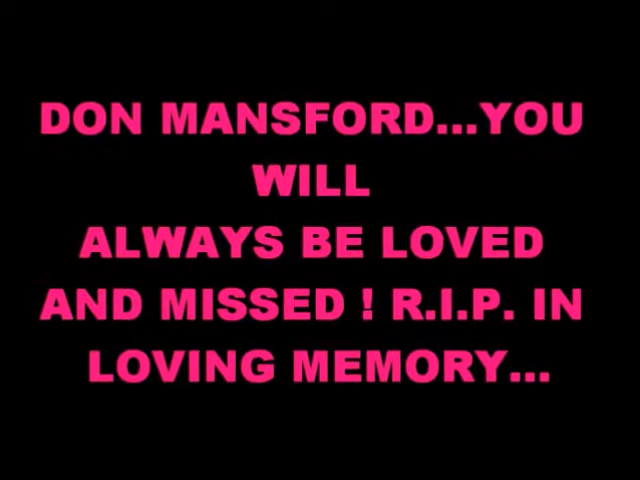 DON MANSFORD...YOU
WILL
ALWAYS BE LOVED
AND MISSED ! R.I.P. IN
LOVING MEMORY...